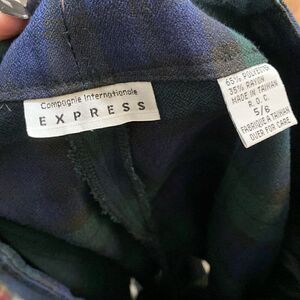 Compagnie Internationale
EXPRESS
65% POLYESTER
35% RAYON
MADE IN TAIWAN
R.O.C.
5/6
FABRIQUE A TAIWAN
OVER FOR CARE